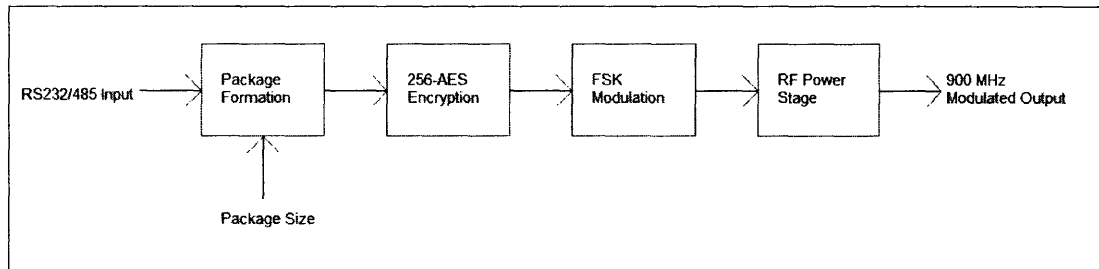 RS232/485 Input
Package
Formation
256-AES
Encryption
FSK
Modulation
RF Power
Stage
900 MHz
Modulated Output
Package Size